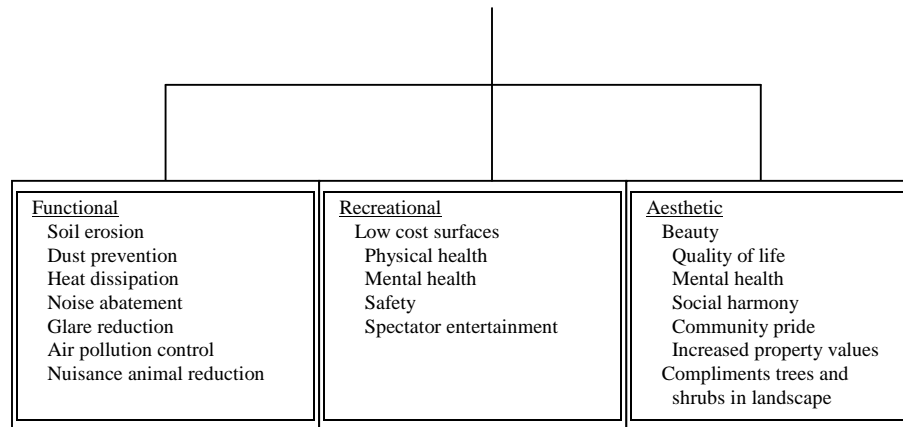 Functional
Soil erosion
Dust prevention
Heat dissipation
Noise abatement
Glare reduction
Air pollution control
Nuisance animal reduction
Recreational
Low cost surfaces
Physical health
Mental health
Safety
Spectator entertainment
Aesthetic
Beauty
Quality of life
Mental health
Social harmony
Community pride
Increased property values
Compliments trees and
shrubs in landscape